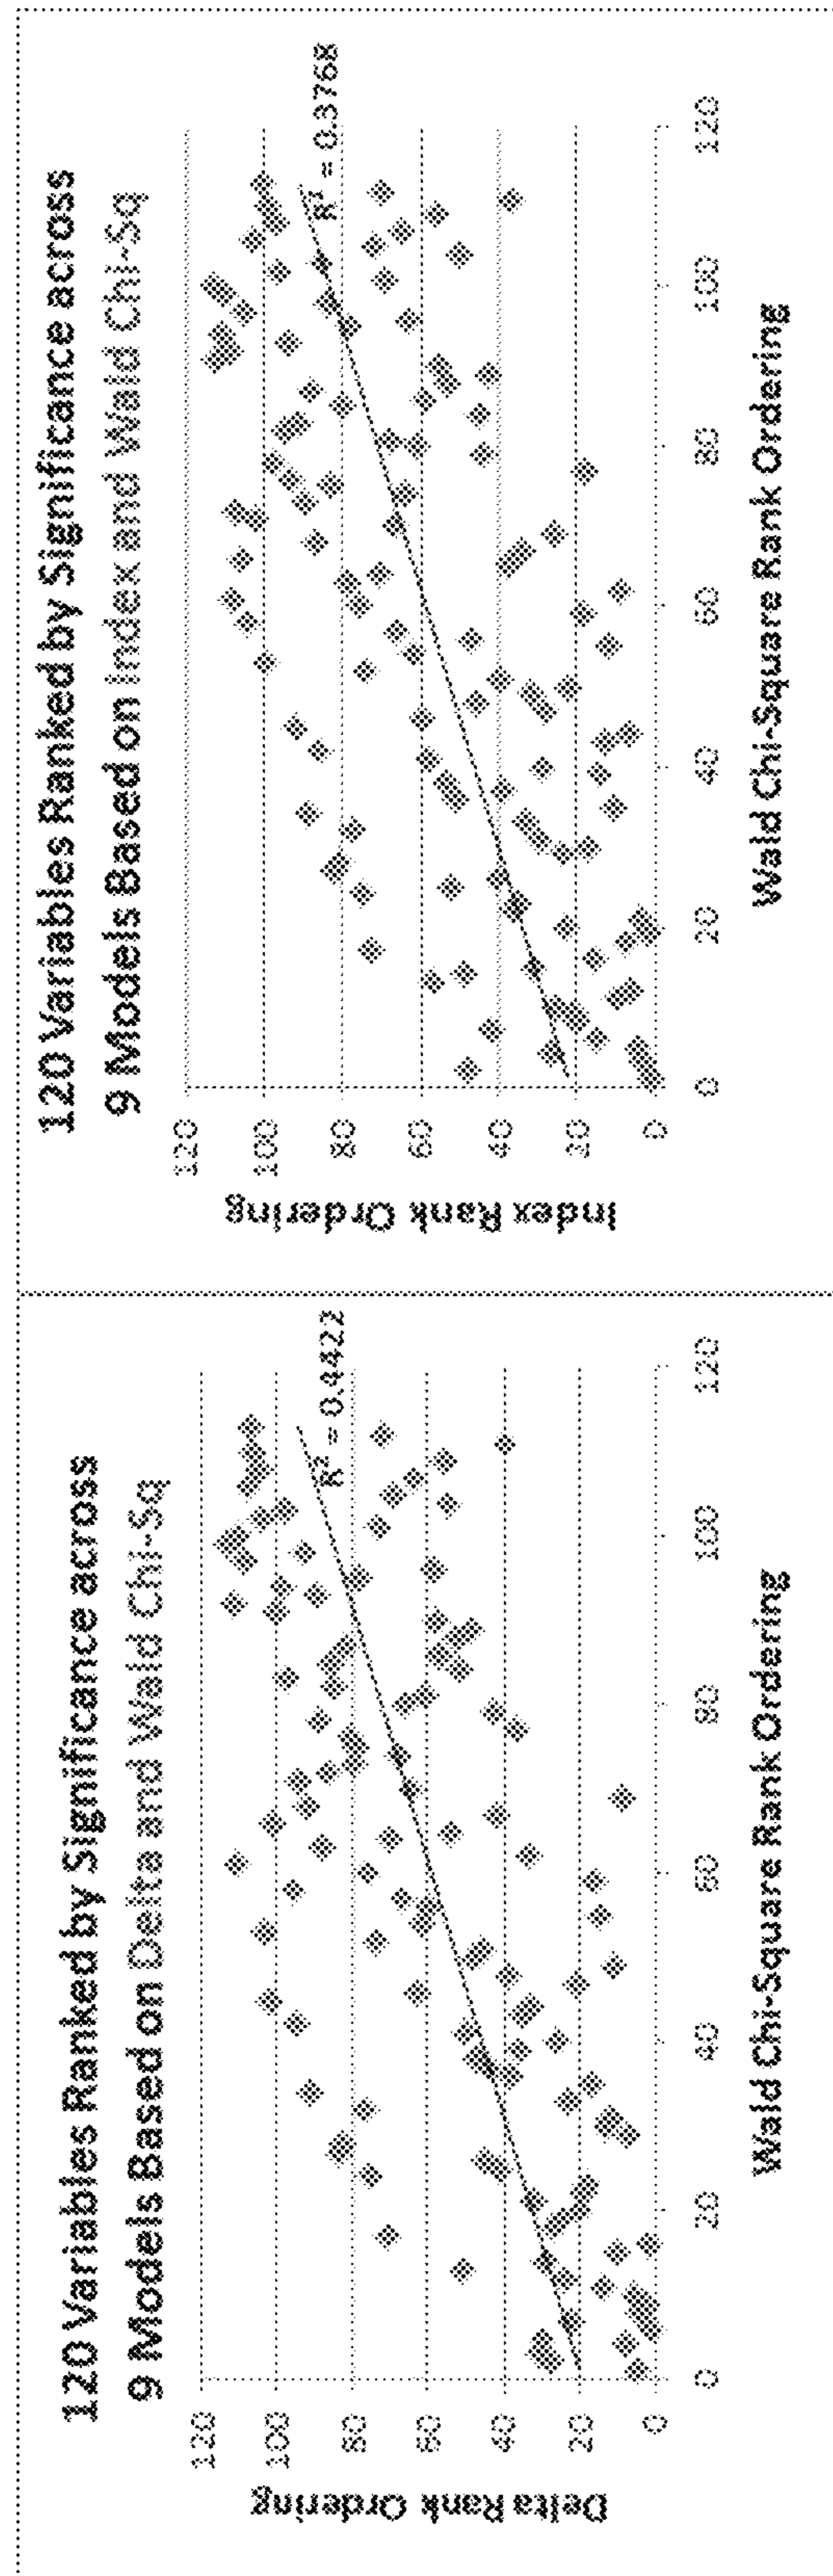 120 Variables Ranked by Significance across
9 Models Based on Delta and Wald Chi-Sq
Delta Rank Ordering
120
100
80
60
40
20
0
R² = 0.4422
0 20 40 60 80 100 120
Wald Chi-Square Rank Ordering
120 Variables Ranked by Significance across
9 Models Based on Index and Wald Chi-Sq
Index Rank Ordering
120
100
80
60
40
20
0
R² = 0.3768
0 20 40 60 80 100 120
Wald Chi-Square Rank Ordering